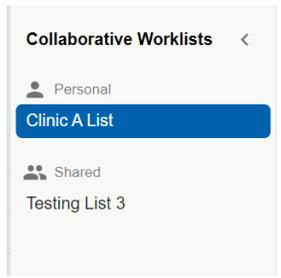 Collaborative Worklists
Personal
Clinic A List
Shared
Testing List 3